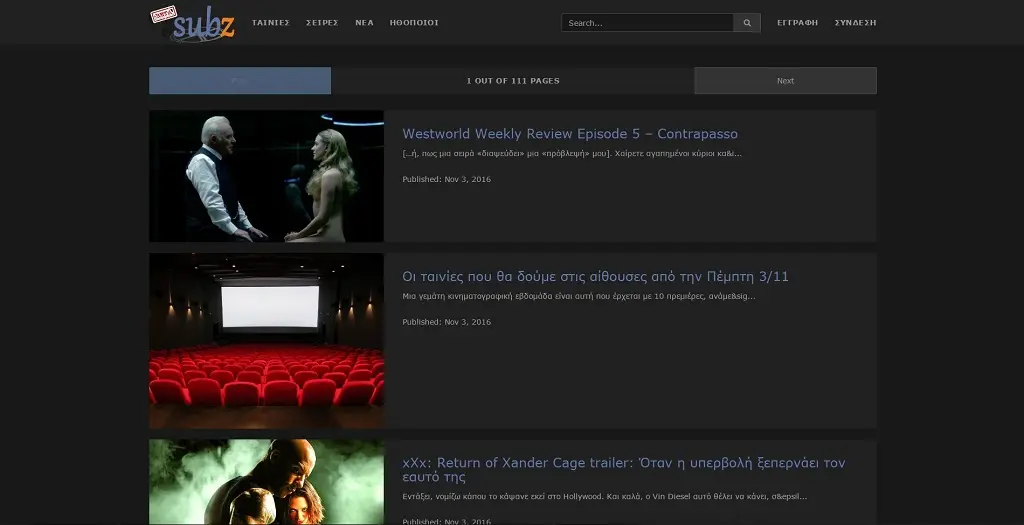 subz
ΤΑΙΝΙΕΣ ΣΕΙΡΕΣ ΝΕΑ ΗΘΟΠΟΙΟΙ
Search...
ΕΓΓΡΑΦΗ ΣΥΝΔΕΣΗ
1 OUT OF 111 PAGES
Next
Westworld Weekly Review Episode 5 – Contrapasso
[...ή, πως μια σειρά «διαψεύδει» μια «πρόβλεψή» μου]. Χαίρετε αγαπημένοι κύριοι κα&i...
Published: Nov 3, 2016
Οι ταινίες που θα δούμε στις αίθουσες από την Πέμπτη 3/11
Μια γεμάτη κινηματογραφική εβδομάδα είναι αυτή που έρχεται με 10 πρεμιέρες, ανάμε&sig...
Published: Nov 3, 2016
xXx: Return of Xander Cage trailer: Όταν η υπερβολή ξεπερνάει τον
εαυτό της
Εντάξει, νομίζω κάπου το κάψανε εκεί στο Hollywood. Και καλά, ο Vin Diesel αυτό θέλει να κάνει, σ&epsil...
Published: Nov 3, 2016